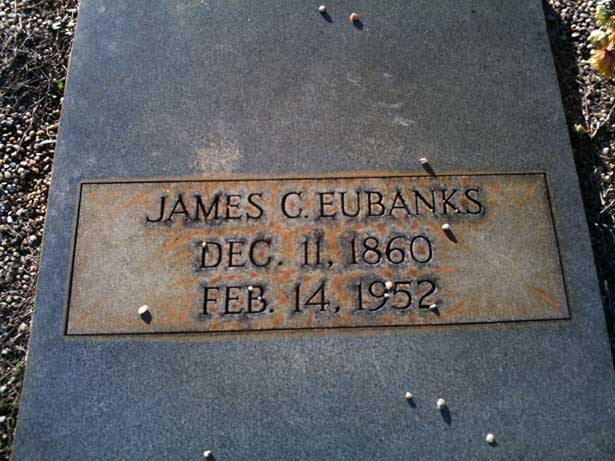 JAMES C. EUBANKS
DEC. 11, 1860
FEB. 14, 1952